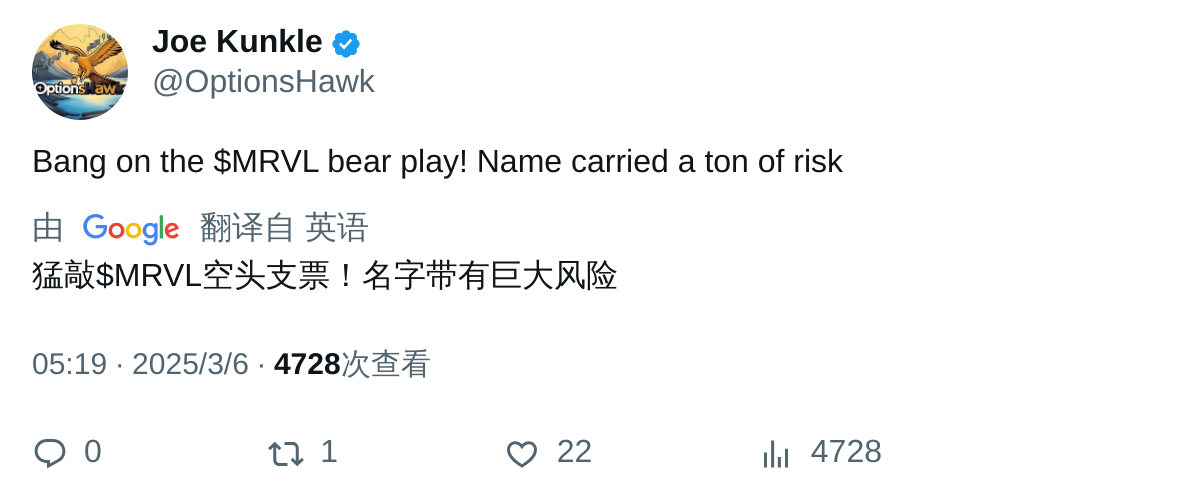 Joe Kunkle
@OptionsHawk
Bang on the $MRVL bear play! Name carried a ton of risk
由 Google 翻译自 英语
猛敲$MRVL空头支票！名字带有巨大风险
05:19 · 2025/3/6 · 4728次查看
0 1 22 4728